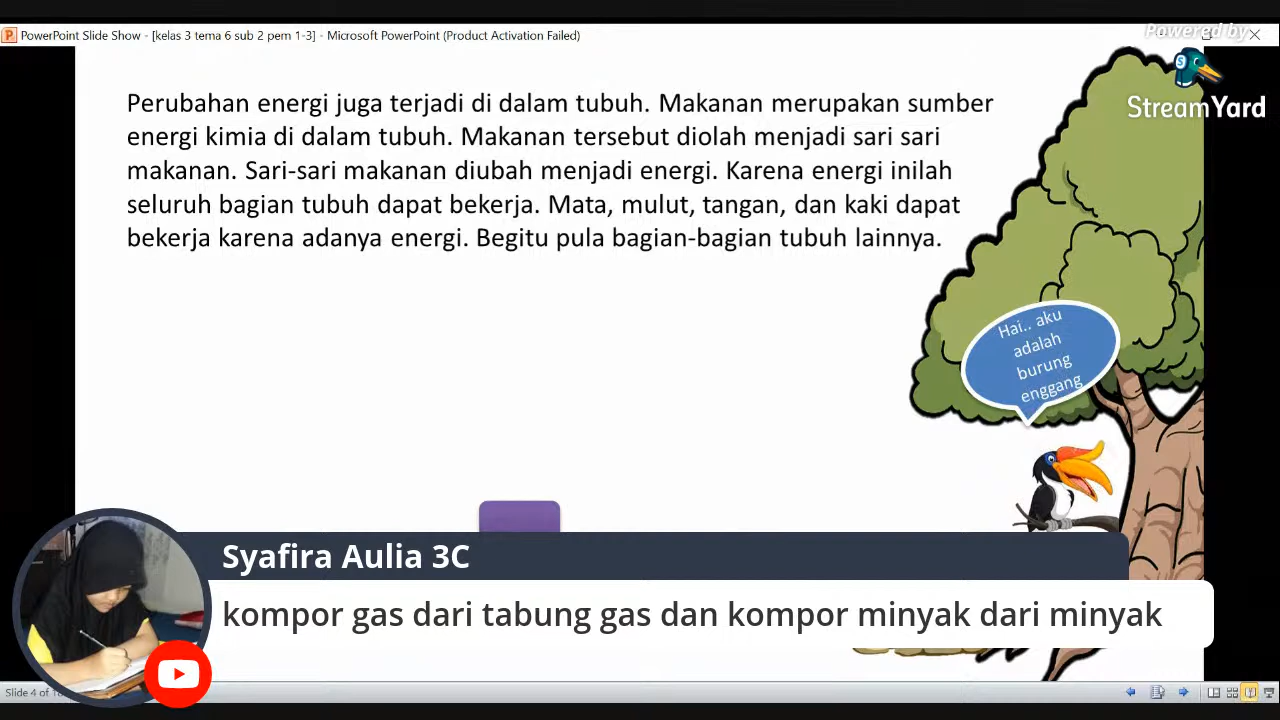 PowerPoint Slide Show - [kelas 3 tema 6 sub 2 pem 1-3] - Microsoft PowerPoint (Product Activation Failed)
Powered by
StreamYard
Perubahan energi juga terjadi di dalam tubuh. Makanan merupakan sumber
energi kimia di dalam tubuh. Makanan tersebut diolah menjadi sari sari
makanan. Sari-sari makanan diubah menjadi energi. Karena energi inilah
seluruh bagian tubuh dapat bekerja. Mata, mulut, tangan, dan kaki dapat
bekerja karena adanya energi. Begitu pula bagian-bagian tubuh lainnya.
Hai.. aku
adalah
burung
enggang
Syafira Aulia 3C
kompor gas dari tabung gas dan kompor minyak dari minyak
Slide 4 of